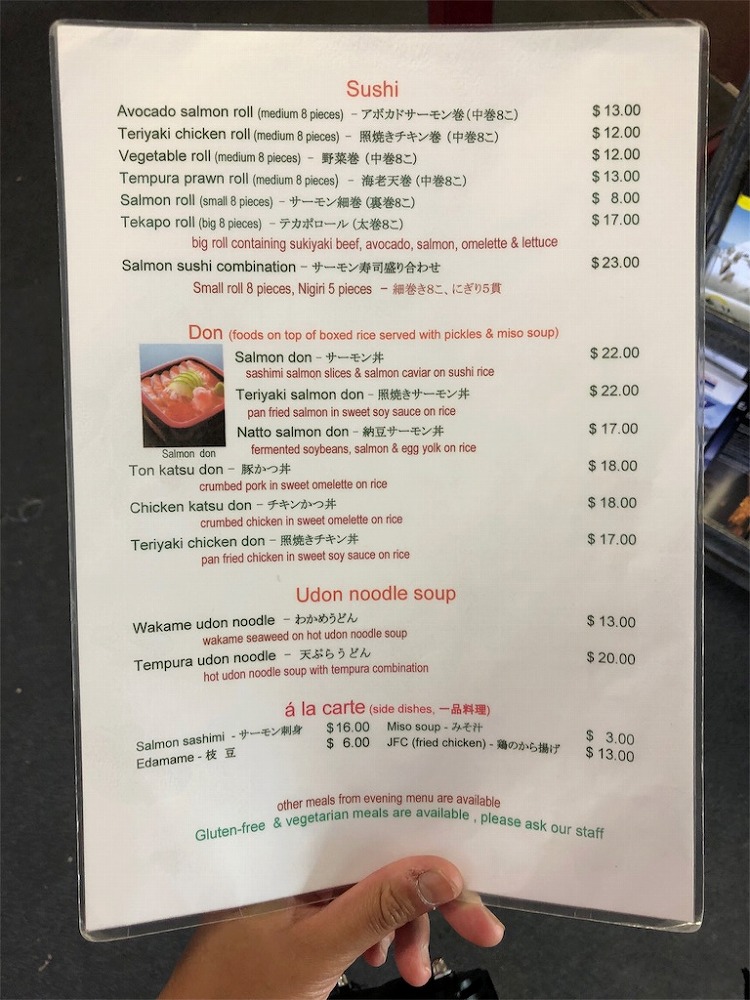 Sushi
Avocado salmon roll (medium 8 pieces) - アボカドサーモン巻(中巻8こ) $ 13.00
Teriyaki chicken roll (medium 8 pieces) - 照焼きチキン巻 (中巻8こ) $ 12.00
Vegetable roll (medium 8 pieces) - 野菜巻 (中巻8こ) $ 12.00
Tempura prawn roll (medium 8 pieces) - 海老天巻 (中巻8こ) $ 13.00
Salmon roll (small 8 pieces) - サーモン細巻 (裏巻8こ) $ 8.00
Tekapo roll (big 8 pieces) - テカポロール (太巻8こ) $ 17.00
big roll containing sukiyaki beef, avocado, salmon, omelette & lettuce
Salmon sushi combination - サーモン寿司盛り合わせ $ 23.00
Small roll 8 pieces, Nigiri 5 pieces - 細巻き8こ、にぎり5貫
Don (foods on top of boxed rice served with pickles & miso soup)
Salmon don - サーモン丼 $ 22.00
sashimi salmon slices & salmon caviar on sushi rice
Teriyaki salmon don - 照焼きサーモン丼 $ 22.00
pan fried salmon in sweet soy sauce on rice
Natto salmon don - 納豆サーモン丼 $ 17.00
fermented soybeans, salmon & egg yolk on rice
Salmon don
Ton katsu don - 豚かつ丼 $ 18.00
crumbed pork in sweet omelette on rice
Chicken katsu don - チキンかつ丼 $ 18.00
crumbed chicken in sweet omelette on rice
Teriyaki chicken don - 照焼きチキン丼 $ 17.00
pan fried chicken in sweet soy sauce on rice
Udon noodle soup
Wakame udon noodle - わかめうどん $ 13.00
wakame seaweed on hot udon noodle soup
Tempura udon noodle - 天ぷらうどん $ 20.00
hot udon noodle soup with tempura combination
á la carte (side dishes, 一品料理)
Salmon sashimi - サーモン刺身 $ 16.00 Miso soup - みそ汁 $ 3.00
Edamame - 枝 豆 $ 6.00 JFC (fried chicken) - 鶏のから揚げ $ 13.00
other meals from evening menu are available
Gluten-free & vegetarian meals are available , please ask our staff